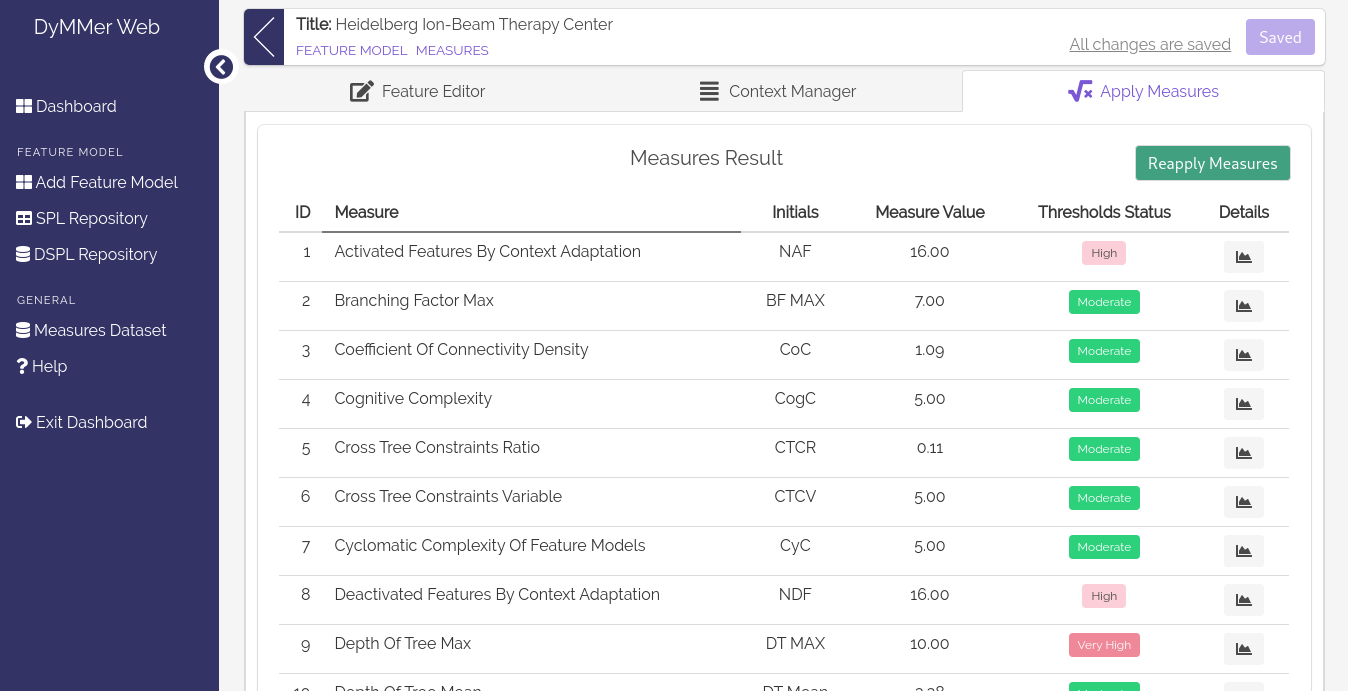 DyMMer Web
Dashboard
FEATURE MODEL
Add Feature Model
SPL Repository
DSPL Repository
GENERAL
Measures Dataset
Help
Exit Dashboard
Title: Heidelberg Ion-Beam Therapy Center
FEATURE MODEL MEASURES
All changes are saved
Saved
Feature Editor
Context Manager
Apply Measures
Measures Result
Reapply Measures
ID Measure Initials Measure Value Thresholds Status Details
1 Activated Features By Context Adaptation NAF 16.00 High
2 Branching Factor Max BF MAX 7.00 Moderate
3 Coefficient Of Connectivity Density CoC 1.09 Moderate
4 Cognitive Complexity CogC 5.00 Moderate
5 Cross Tree Constraints Ratio CTCR 0.11 Moderate
6 Cross Tree Constraints Variable CTCV 5.00 Moderate
7 Cyclomatic Complexity Of Feature Models CyC 5.00 Moderate
8 Deactivated Features By Context Adaptation NDF 16.00 High
9 Depth Of Tree Max DT MAX 10.00 Very High
10 Depth Of Tree Mean DT Mean